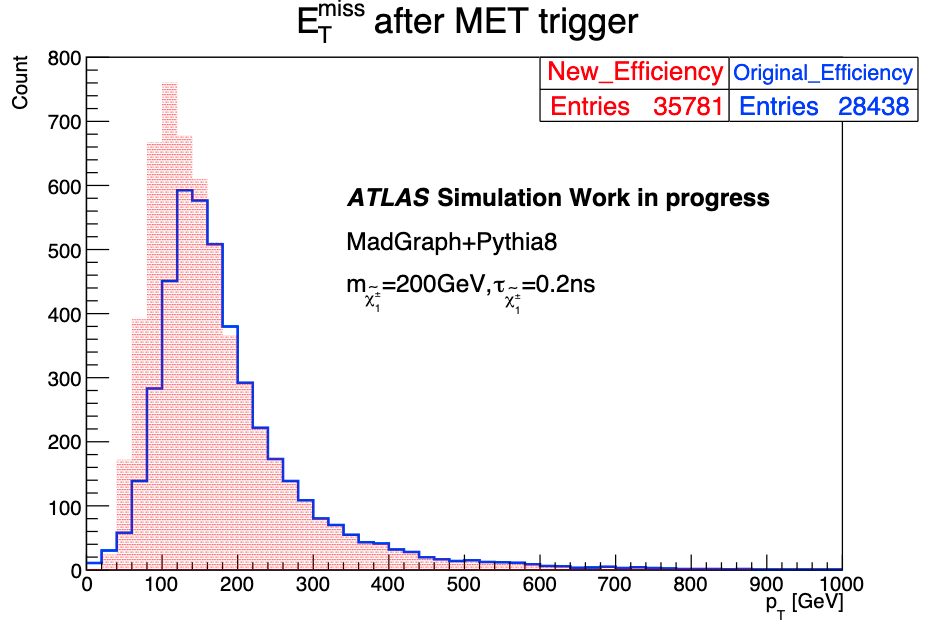 E_T^miss after MET trigger
New_Efficiency Original_Efficiency
Entries 35781 Entries 28438
ATLAS Simulation Work in progress
MadGraph+Pythia8
m_χ̃₁^±=200GeV,τ_χ̃₁^±=0.2ns
Count
800
700
600
500
400
300
200
100
0
0 100 200 300 400 500 600 700 800 900 1000
p_T [GeV]